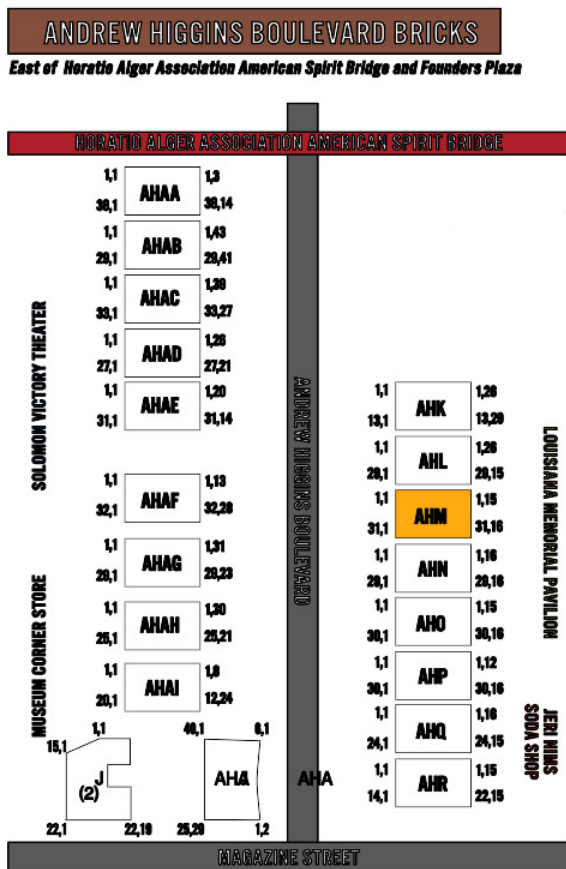 ANDREW HIGGINS BOULEVARD BRICKS
East of Horatio Alger Association American Spirit Bridge and Founders Plaza
HORATIO ALGER ASSOCIATION AMERICAN SPIRIT BRIDGE
1,1 AHAA 1,3
38,1 38,14
1,1 AHAB 1,43
29,1 29,41
1,1 AHAC 1,39
33,1 33,27
1,1 AHAD 1,26
27,1 27,21
1,1 AHAE 1,20
31,1 31,14
1,1 AHAF 1,13
32,1 32,28
1,1 AHAG 1,31
29,1 29,23
1,1 AHAH 1,30
25,1 25,21
1,1 AHAI 1,8
20,1 12,24
SOLOMON VICTORY THEATER
MUSEUM CORNER STORE
1,1
15,1
J
(2)
22,1 22,19
40,1 6,1
25,29 1,2
ANDREW HIGGINS BOULEVARD
AHA
1,1 AHK 1,26
13,1 13,29
1,1 AHL 1,26
29,1 29,15
1,1 AHM 1,15
31,1 31,16
1,1 AHN 1,16
29,1 29,16
1,1 AHO 1,15
30,1 30,16
1,1 AHP 1,12
30,1 30,16
1,1 AHQ 1,16
24,1 24,15
1,1 AHR 1,15
14,1 22,15
LOUISIANA MEMORIAL PAVILION
JERI NIMS
SODA SHOP
MAGAZINE STREET